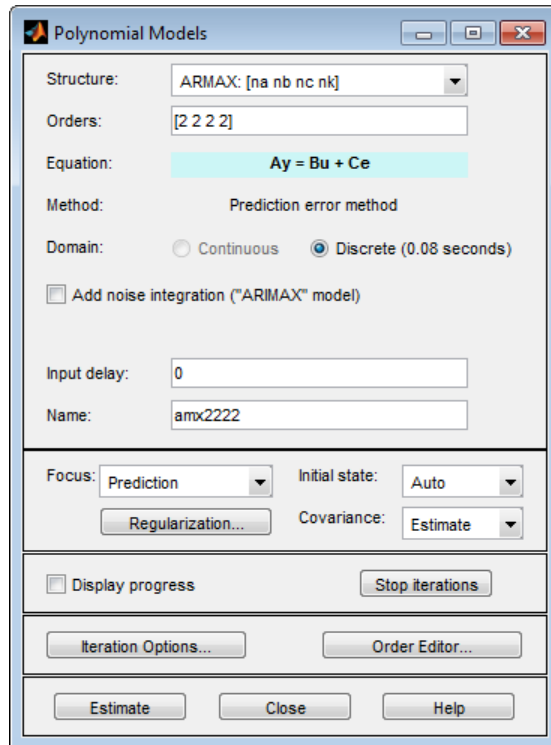 Polynomial Models
Structure: ARMAX: [na nb nc nk]
Orders: [2 2 2 2]
Equation: Ay = Bu + Ce
Method: Prediction error method
Domain: Continuous Discrete (0.08 seconds)
Add noise integration ("ARIMAX" model)
Input delay: 0
Name: amx2222
Focus: Prediction Initial state: Auto
Regularization... Covariance: Estimate
Display progress Stop iterations
Iteration Options... Order Editor...
Estimate Close Help